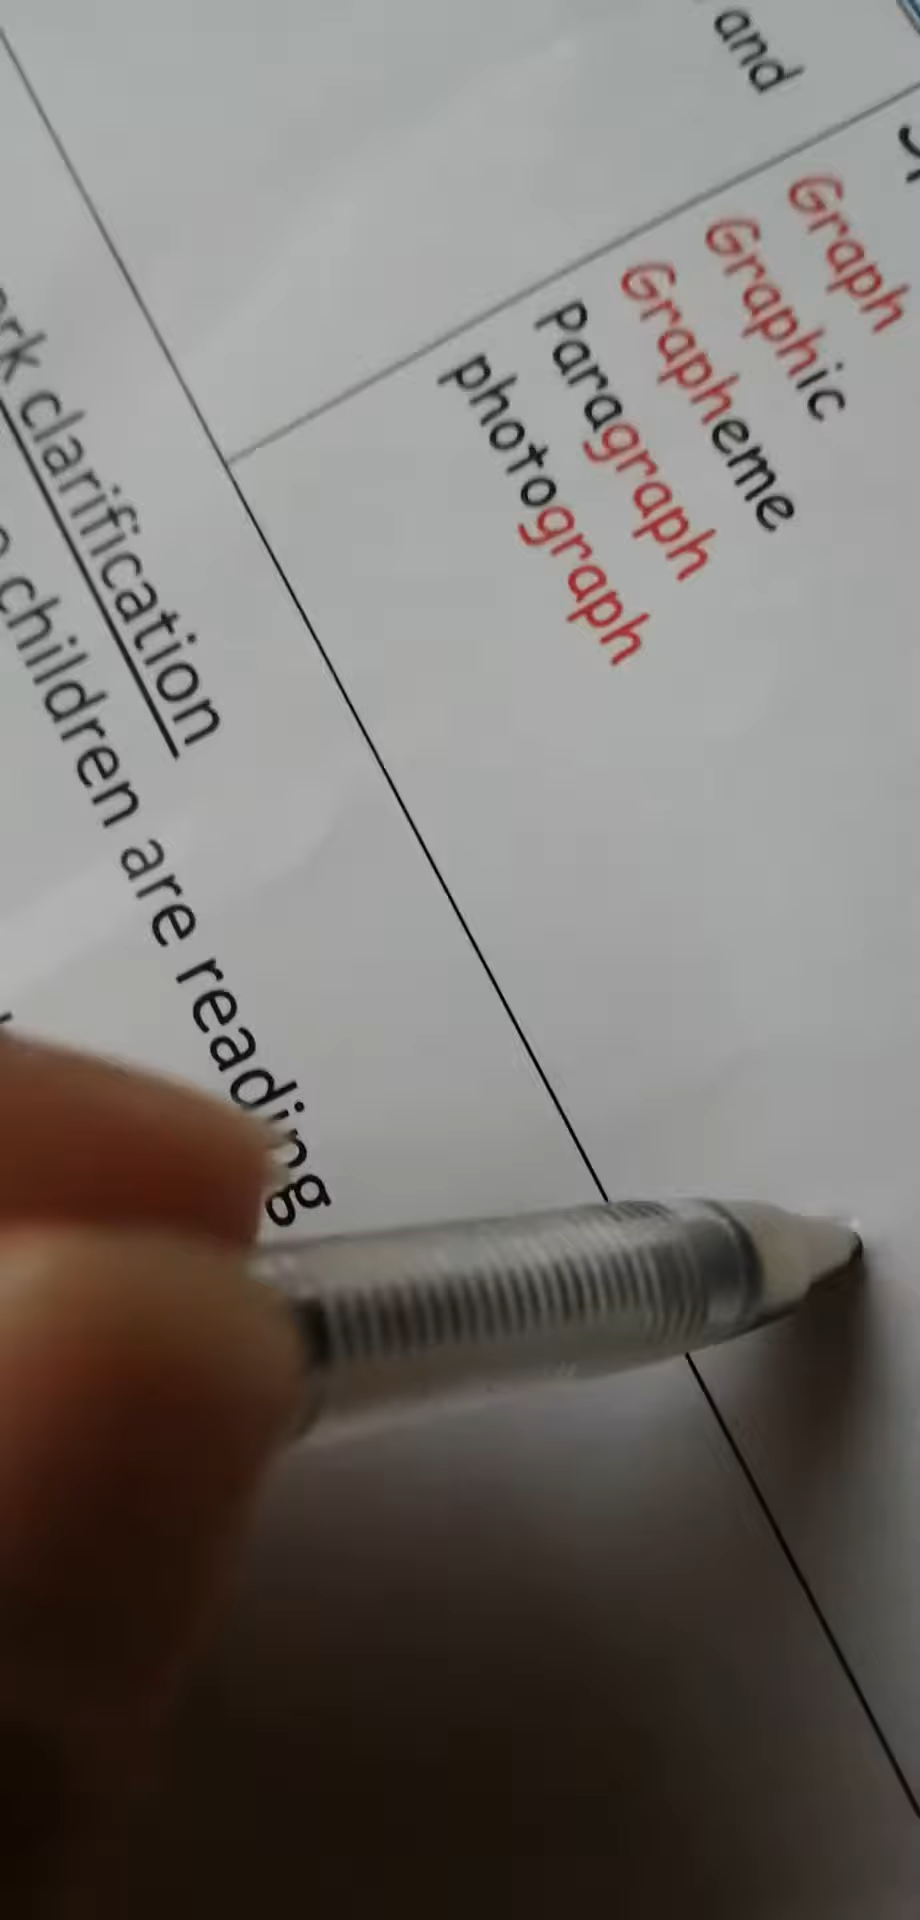 and
Graph
Graphic
Grapheme
Paragraph
photograph
clarification
children are reading